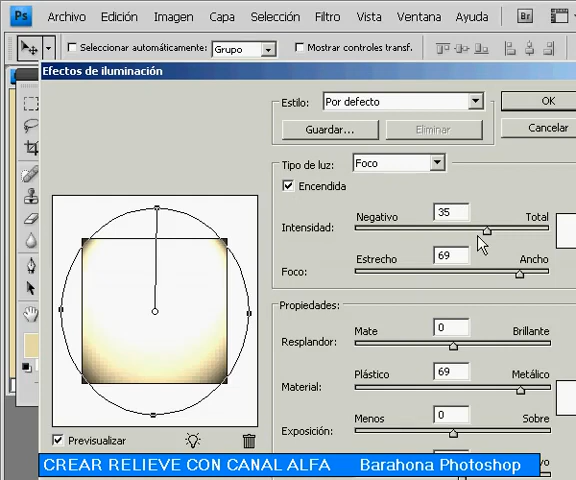 Ps Archivo Edición Imagen Capa Selección Filtro Vista Ventana Ayuda Br
Seleccionar automáticamente: Grupo Mostrar controles transf.
Efectos de iluminación
Estilo: Por defecto OK
Guardar... Eliminar Cancelar
Tipo de luz: Foco
Encendida
Negativo 35 Total
Intensidad:
Estrecho 69 Ancho
Foco:
Propiedades:
Mate 0 Brillante
Resplandor:
Plástico 69 Metálico
Material:
Menos 0 Sobre
Exposición:
Previsualizar
CREAR RELIEVE CON CANAL ALFA Barahona Photoshop